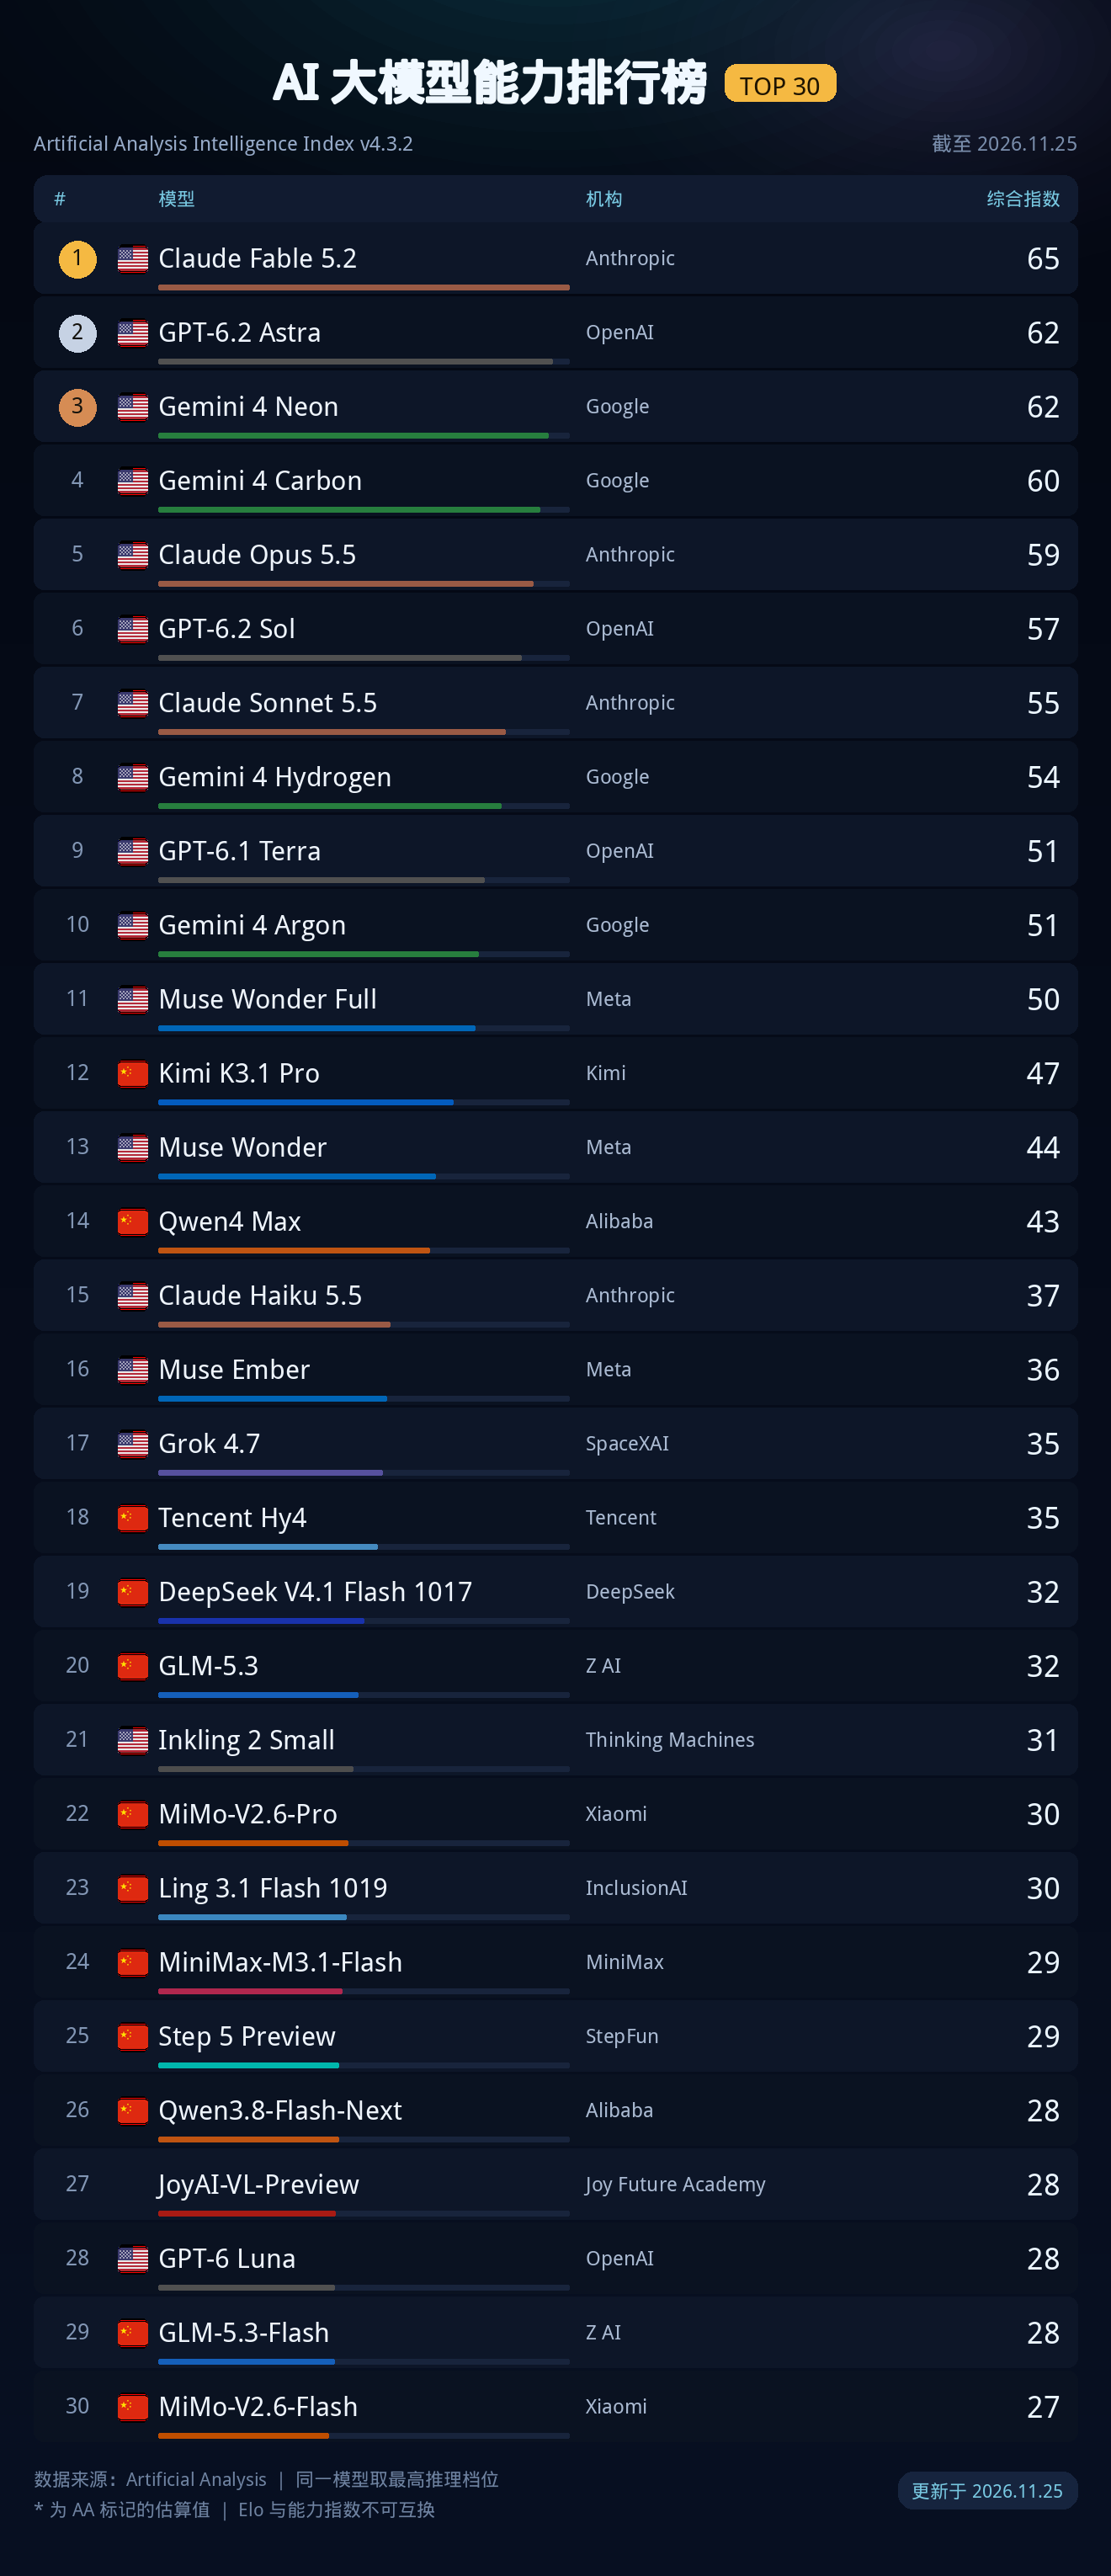 AI 大模型能力排行榜 TOP 30
Artificial Analysis Intelligence Index v4.3.2 截至 2026.11.25
# 模型 机构 综合指数
1 Claude Fable 5.2 Anthropic 65
2 GPT-6.2 Astra OpenAI 62
3 Gemini 4 Neon Google 62
4 Gemini 4 Carbon Google 60
5 Claude Opus 5.5 Anthropic 59
6 GPT-6.2 Sol OpenAI 57
7 Claude Sonnet 5.5 Anthropic 55
8 Gemini 4 Hydrogen Google 54
9 GPT-6.1 Terra OpenAI 51
10 Gemini 4 Argon Google 51
11 Muse Wonder Full Meta 50
12 Kimi K3.1 Pro Kimi 47
13 Muse Wonder Meta 44
14 Qwen4 Max Alibaba 43
15 Claude Haiku 5.5 Anthropic 37
16 Muse Ember Meta 36
17 Grok 4.7 SpaceXAI 35
18 Tencent Hy4 Tencent 35
19 DeepSeek V4.1 Flash 1017 DeepSeek 32
20 GLM-5.3 Z AI 32
21 Inkling 2 Small Thinking Machines 31
22 MiMo-V2.6-Pro Xiaomi 30
23 Ling 3.1 Flash 1019 InclusionAI 30
24 MiniMax-M3.1-Flash MiniMax 29
25 Step 5 Preview StepFun 29
26 Qwen3.8-Flash-Next Alibaba 28
27 JoyAI-VL-Preview Joy Future Academy 28
28 GPT-6 Luna OpenAI 28
29 GLM-5.3-Flash Z AI 28
30 MiMo-V2.6-Flash Xiaomi 27
数据来源：Artificial Analysis | 同一模型取最高推理档位
* 为 AA 标记的估算值 | Elo 与能力指数不可互换
更新于 2026.11.25